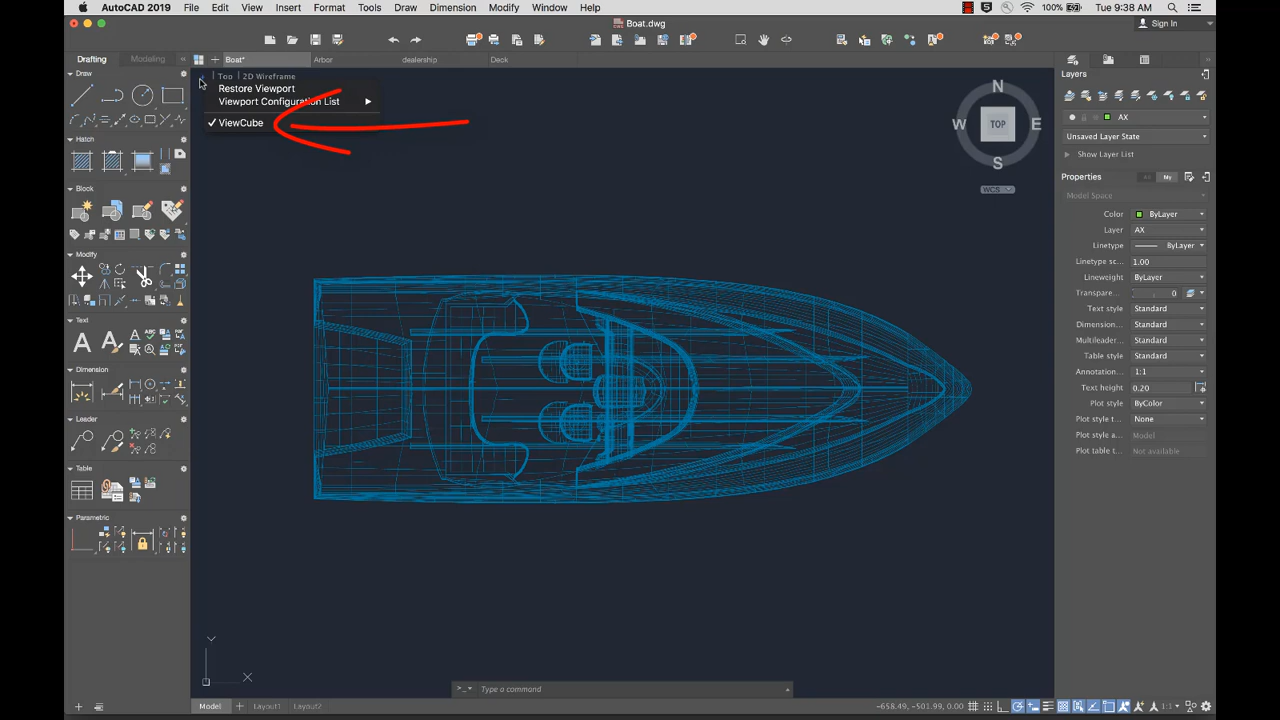 AutoCAD 2019 File Edit View Insert Format Tools Draw Dimension Modify Window Help 100% Tue 9:38 AM
Boat.dwg
Sign In
Drafting Modeling Boat* Arbor dealership Deck
Draw
Top 2D Wireframe
Restore Viewport
Viewport Configuration List
✓ ViewCube
N
W TOP E
S
WCS
Hatch
Block
Modify
Text
Dimension
Leader
Table
Parametric
Layers
AX
Unsaved Layer State
Show Layer List
Properties All My
Model Space
Color ByLayer
Layer AX
Linetype ByLayer
Linetype sc... 1.00
Lineweight ByLayer
Transpare... 0
Text style Standard
Dimension... Standard
Multileader... Standard
Table style Standard
Annotation... 1:1
Text height 0.20
Plot style ByColor
Plot style t... None
Plot style a... Model
Plot table t... Not available
Y
X
>_ Type a command
Model + Layout1 Layout2 -658.49, -501.99, 0.00 1:1